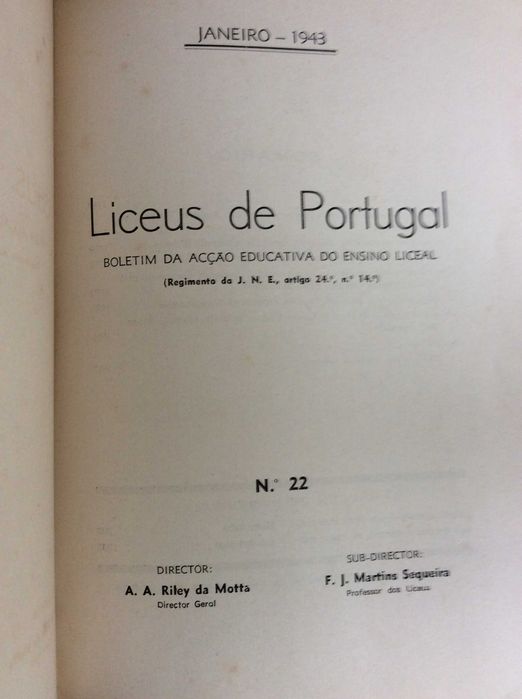 JANEIRO - 1943
Liceus de Portugal
BOLETIM DA ACÇÃO EDUCATIVA DO ENSINO LICEAL
(Regimento da J. N. E., artigo 24.º, n.º 14.º)
N.º 22
DIRECTOR:
A. A. Riley da Motta
Director Geral
SUB-DIRECTOR:
F. J. Martins Sequeira
Professor dos Liceus